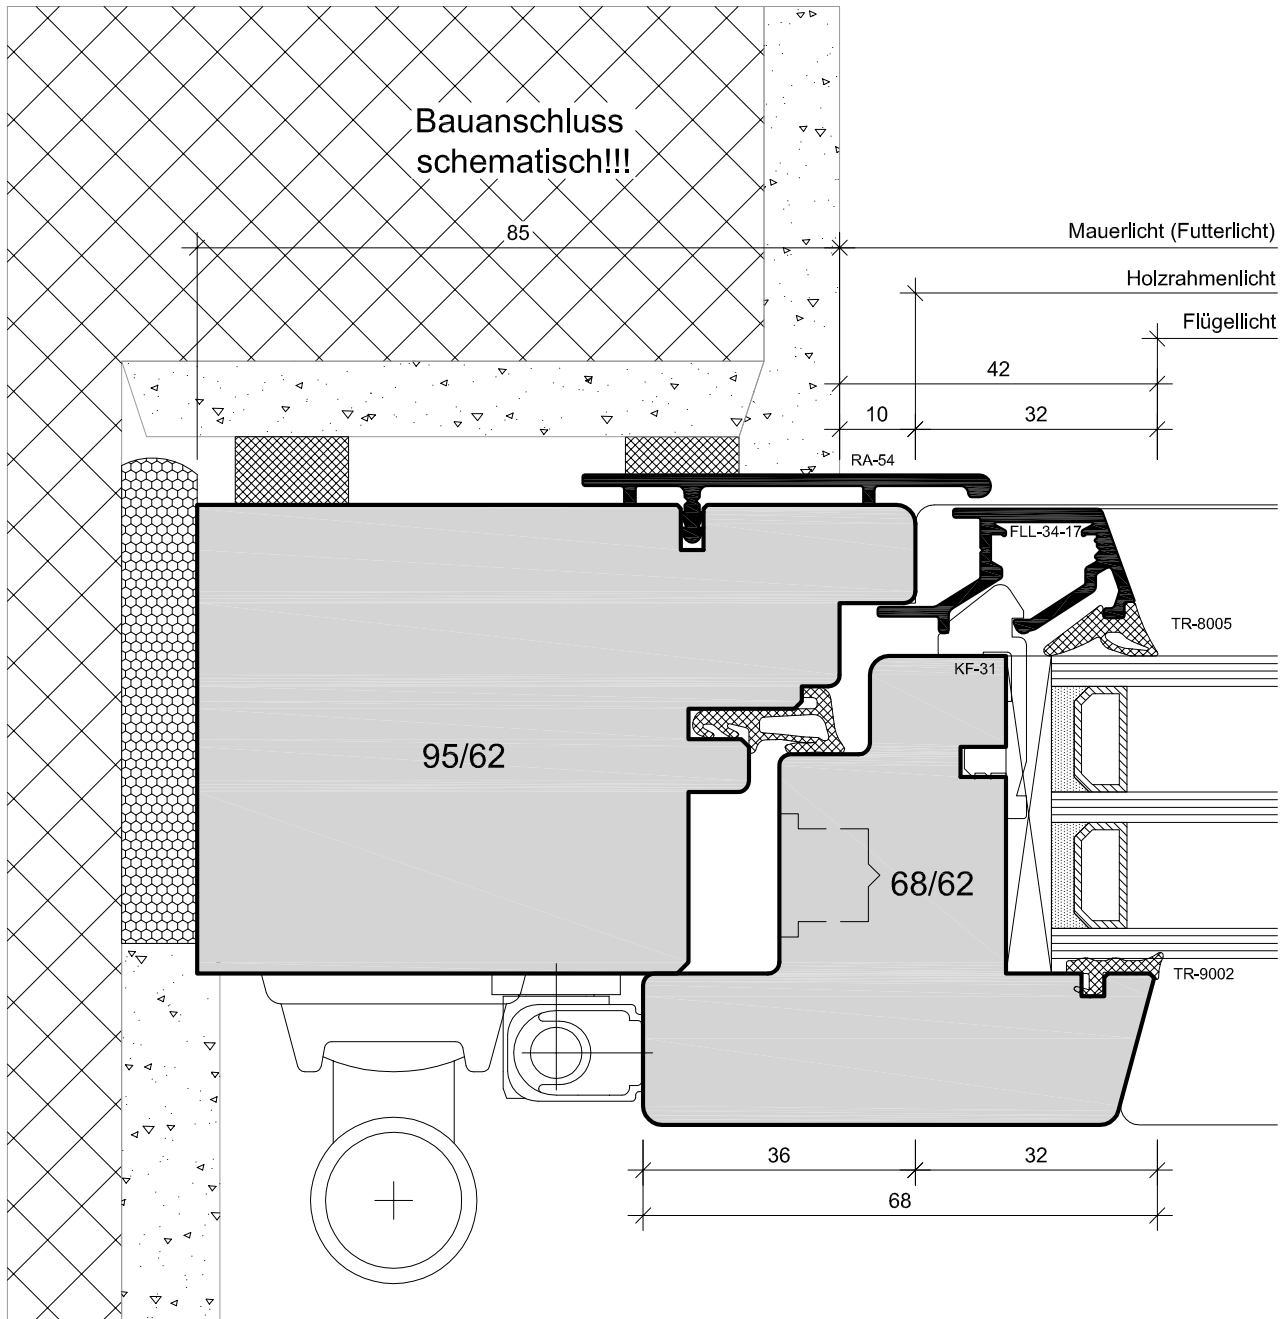 Bauanschluss
schematisch!!!
85
Mauerlicht (Futterlicht)
Holzrahmenlicht
Flügellicht
42
10
32
RA-54
FLL-34-17
TR-8005
KF-31
95/62
68/62
TR-9002
36
32
68